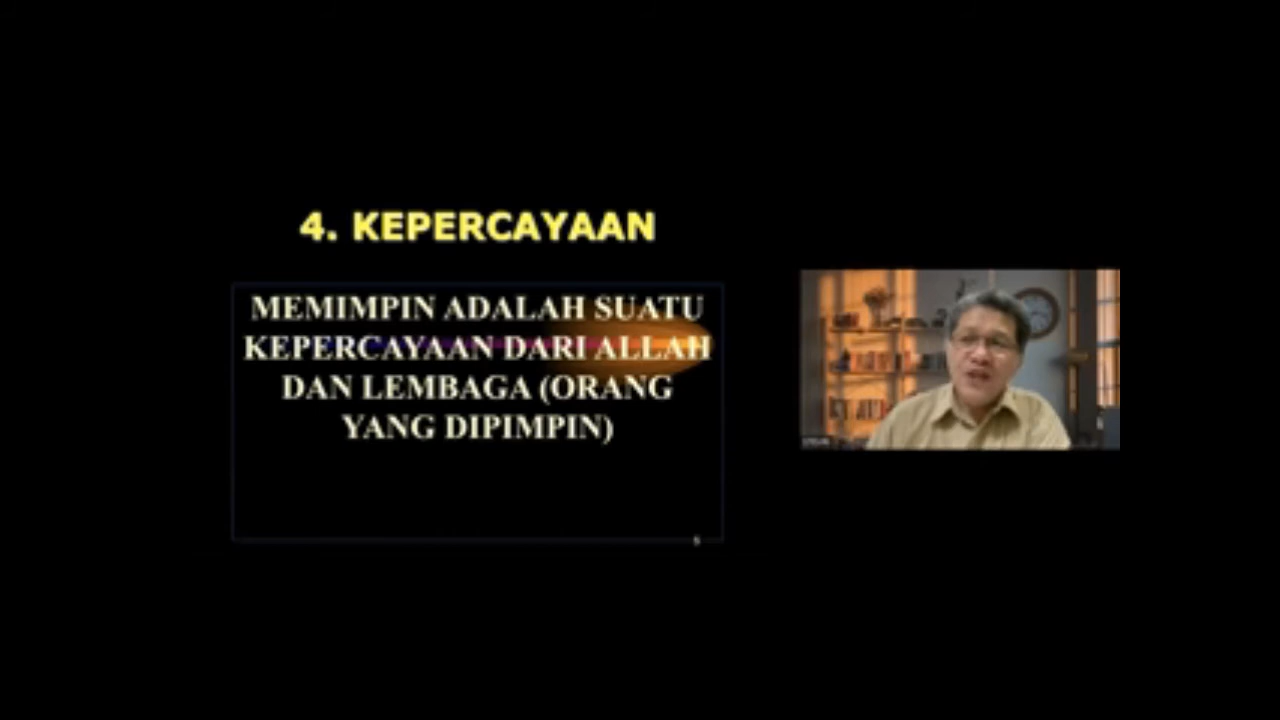 4. KEPERCAYAAN
MEMIMPIN ADALAH SUATU
KEPERCAYAAN DARI ALLAH
DAN LEMBAGA (ORANG
YANG DIPIMPIN)